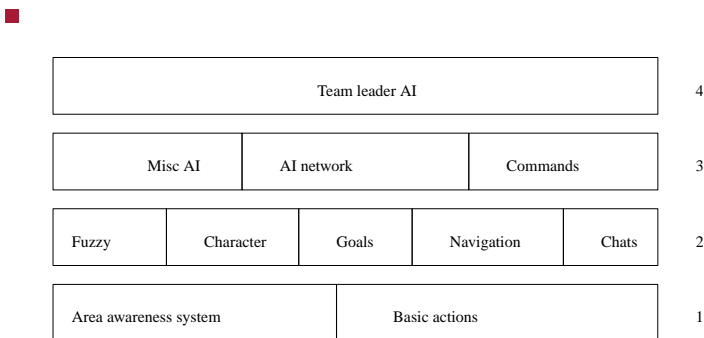 Team leader AI 4
Misc AI AI network Commands 3
Fuzzy Character Goals Navigation Chats 2
Area awareness system Basic actions 1